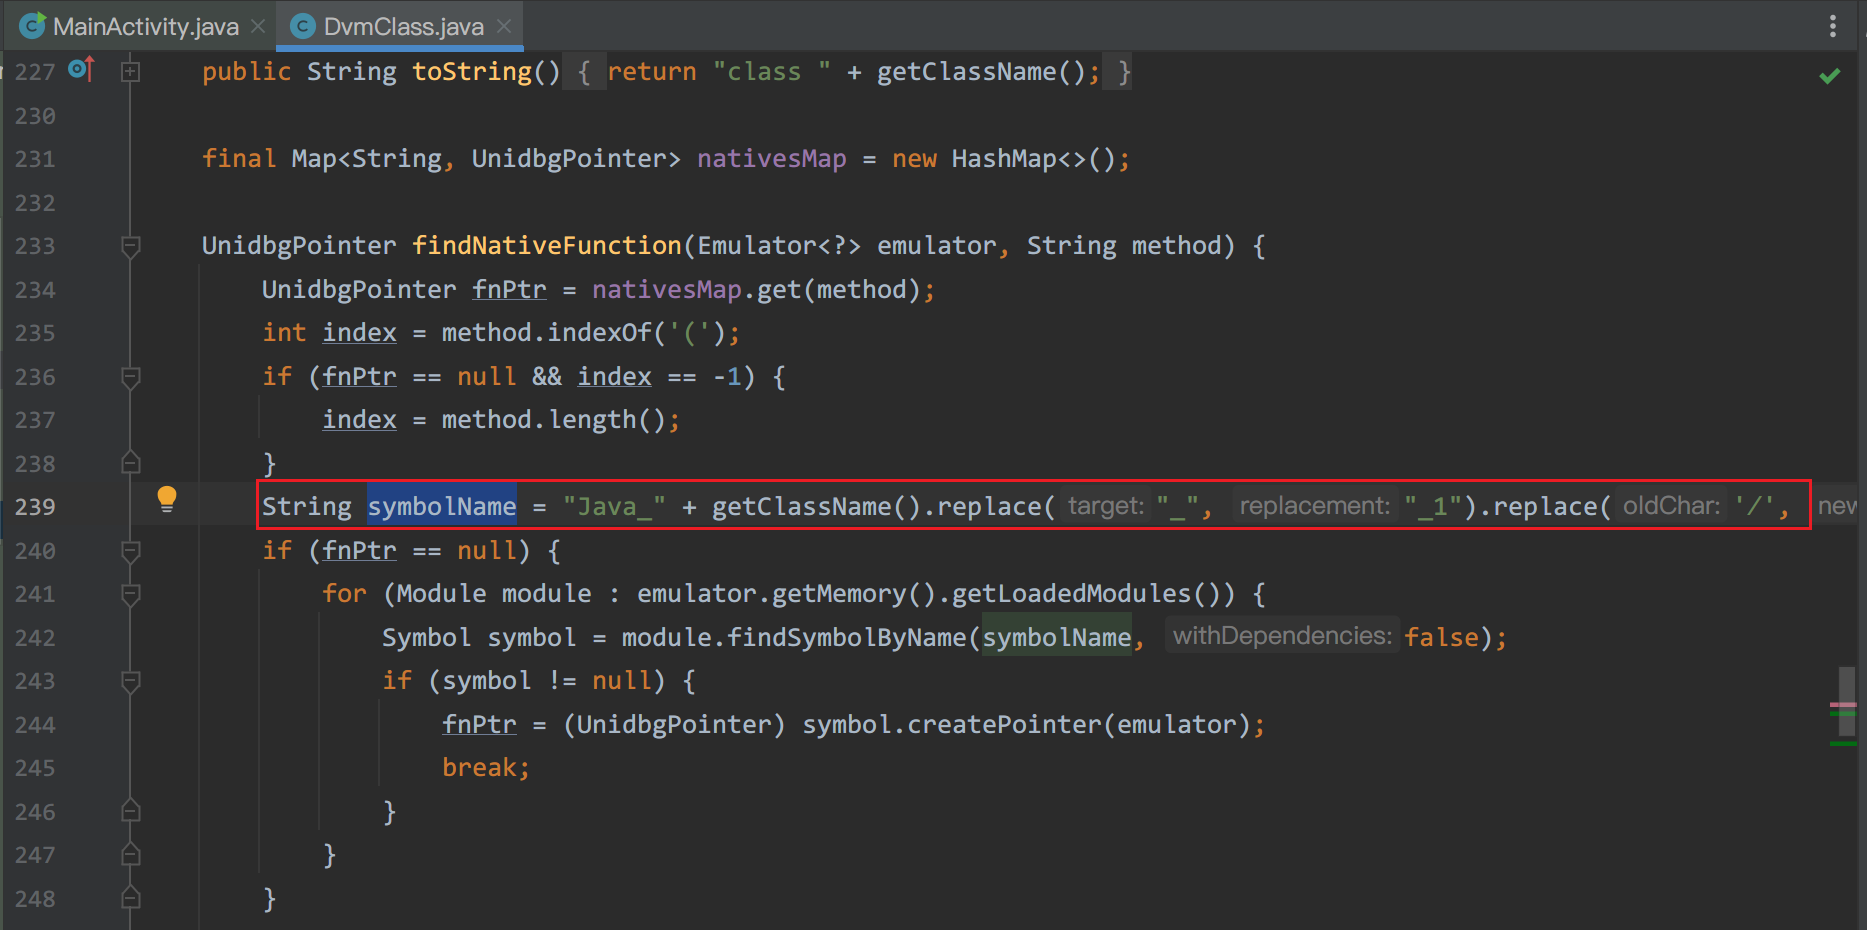 MainActivity.java DvmClass.java
227 public String toString() { return "class " + getClassName(); }
230
231 final Map<String, UnidbgPointer> nativesMap = new HashMap<>();
232
233 UnidbgPointer findNativeFunction(Emulator<?> emulator, String method) {
234 UnidbgPointer fnPtr = nativesMap.get(method);
235 int index = method.indexOf('(');
236 if (fnPtr == null && index == -1) {
237 index = method.length();
238 }
239 String symbolName = "Java_" + getClassName().replace( target: "_", replacement: "_1").replace( oldChar: '/', new
240 if (fnPtr == null) {
241 for (Module module : emulator.getMemory().getLoadedModules()) {
242 Symbol symbol = module.findSymbolByName(symbolName, withDependencies: false);
243 if (symbol != null) {
244 fnPtr = (UnidbgPointer) symbol.createPointer(emulator);
245 break;
246 }
247 }
248 }